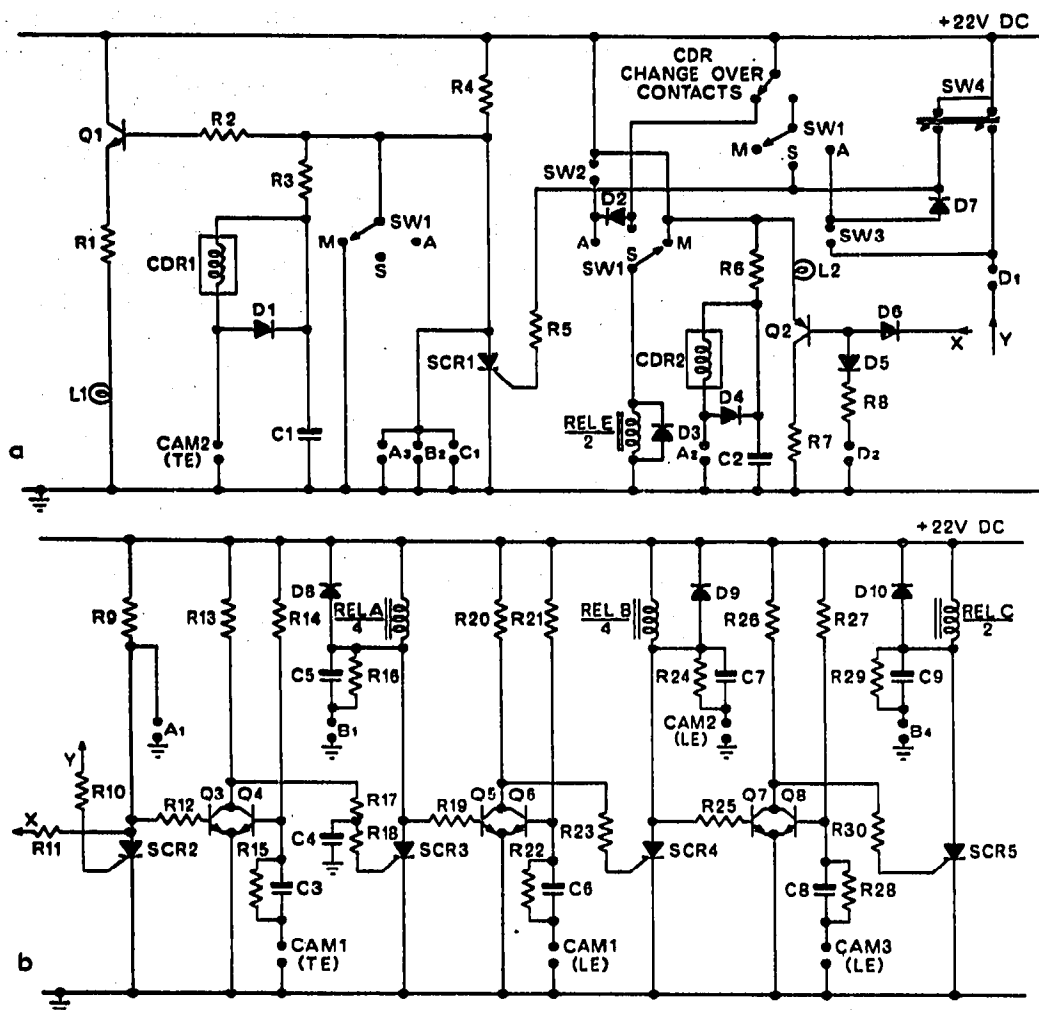 +22V DC
CDR
CHANGE OVER
CONTACTS
R4
SW4
Q1
R2
SW1
M
S
A
R3
SW2
D2
D7
R1
M
SW1
A
S
SW3
CDR1
A
S
M
SW1
R6
L2
D1
D1
R5
Q2
D6
X
Y
SCR1
CDR2
D5
L1
D4
R8
REL E
2
D3
CAM2
(TE)
C1
A3
B2
C1
A2
C2
R7
D2
a
+22V DC
R9
R13
R14
D8
REL A
4
R20
R21
REL B
4
D9
R26
R27
D10
REL C
2
C5
R16
R24
C7
R29
C9
A1
B1
CAM2
(LE)
B4
Y
R10
R12
Q3
Q4
R17
R19
Q5
Q6
R25
Q7
Q8
X
R11
C4
R18
R23
R30
SCR2
R15
SCR3
R22
SCR4
SCR5
C3
C6
C8
R28
CAM1
(TE)
CAM1
(LE)
CAM3
(LE)
b